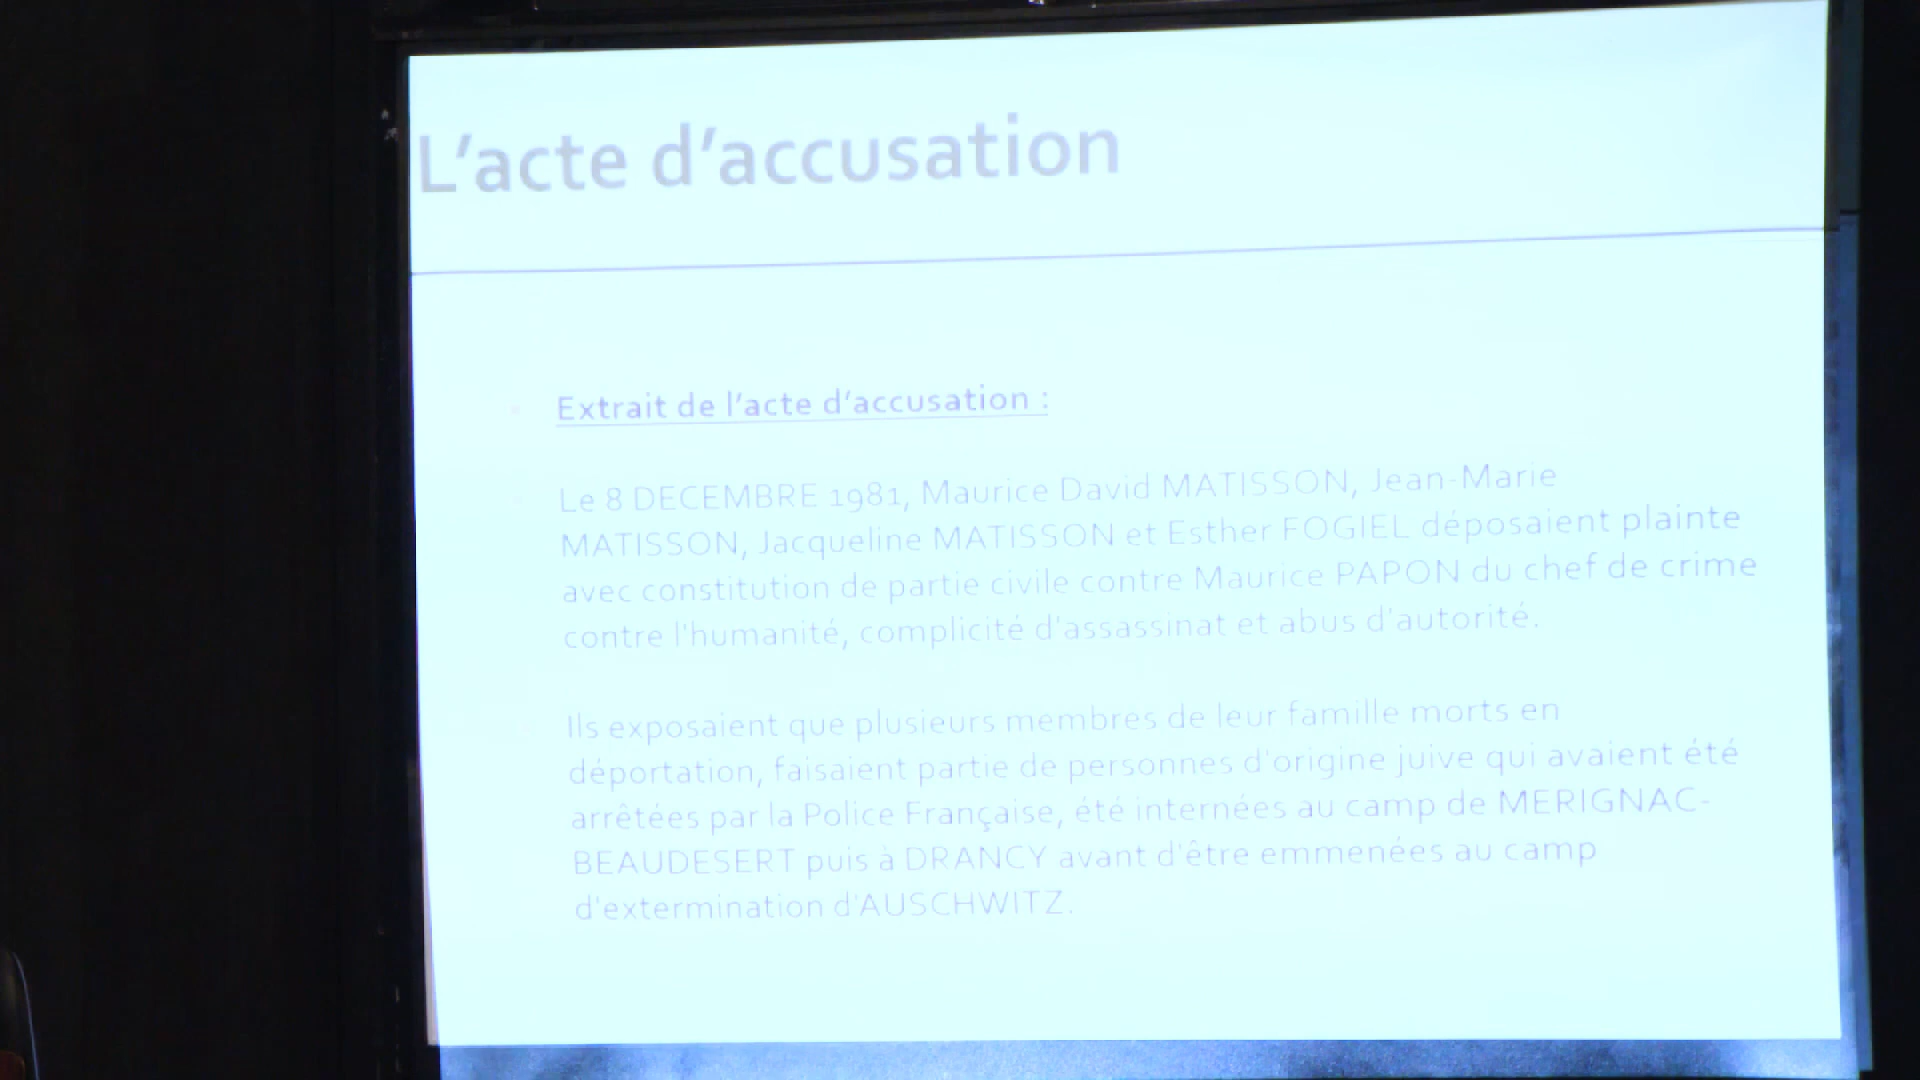 L'acte d'accusation
Extrait de l'acte d'accusation :
Le 8 DECEMBRE 1981, Maurice David MATISSON, Jean-Marie
MATISSON, Jacqueline MATISSON et Esther FOGIEL déposaient plainte
avec constitution de partie civile contre Maurice PAPON du chef de crime
contre l'humanité, complicité d'assassinat et abus d'autorité.
Ils exposaient que plusieurs membres de leur famille morts en
déportation, faisaient partie de personnes d'origine juive qui avaient été
arrêtées par la Police Française, été internées au camp de MERIGNAC-
BEAUDESERT puis à DRANCY avant d'être emmenées au camp
d'extermination d'AUSCHWITZ.